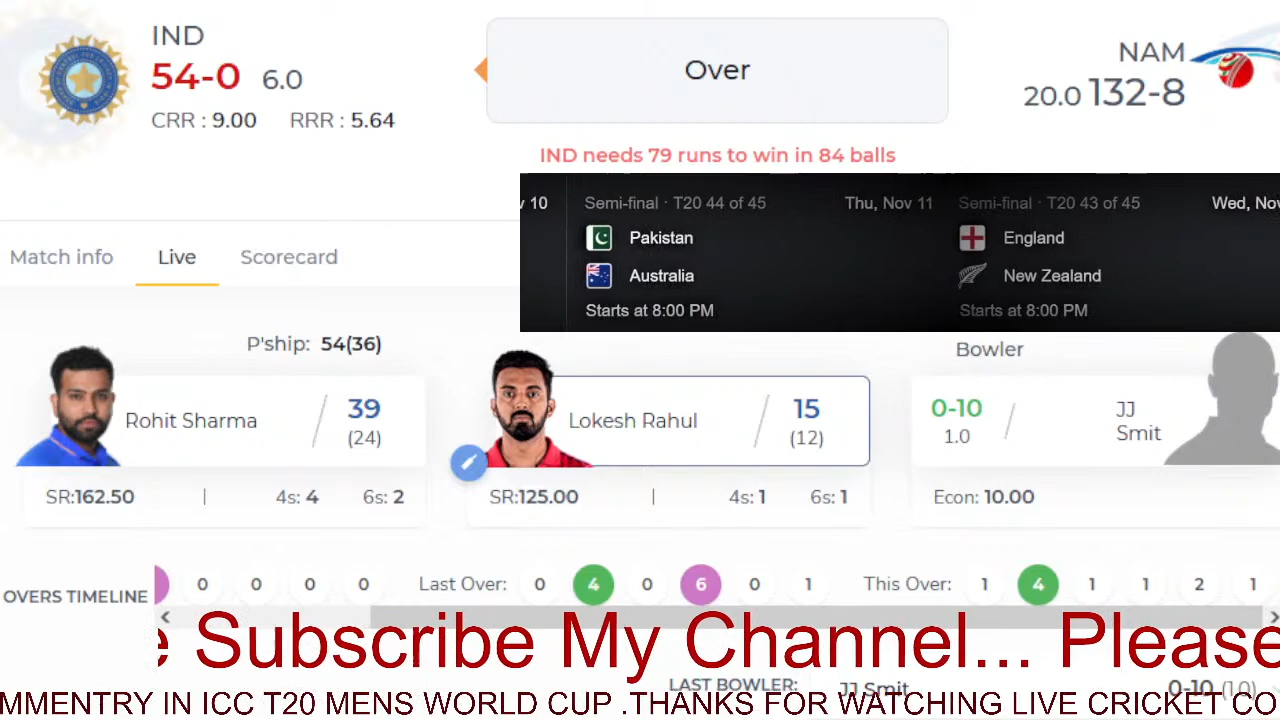 IND
54-0 6.0
CRR : 9.00 RRR : 5.64
Over
NAM
20.0 132-8
IND needs 79 runs to win in 84 balls
10
Semi-final · T20 44 of 45 Thu, Nov 11
Pakistan
Australia
Starts at 8:00 PM
Semi-final · T20 43 of 45 Wed, Nov
England
New Zealand
Starts at 8:00 PM
Match info Live Scorecard
P'ship: 54(36)
Rohit Sharma 39
(24)
SR:162.50 | 4s: 4 6s: 2
Lokesh Rahul 15
(12)
SR:125.00 | 4s: 1 6s: 1
Bowler
0-10
1.0
JJ
Smit
Econ: 10.00
OVERS TIMELINE
0 0 0 0 Last Over: 0 4 0 6 0 1 This Over: 1 4 1 1 2 1
e Subscribe My Channel... Please
LAST BOWLER: JJ Smit 0-10 (1.0)
MMENTRY IN ICC T20 MENS WORLD CUP .THANKS FOR WATCHING LIVE CRICKET CO